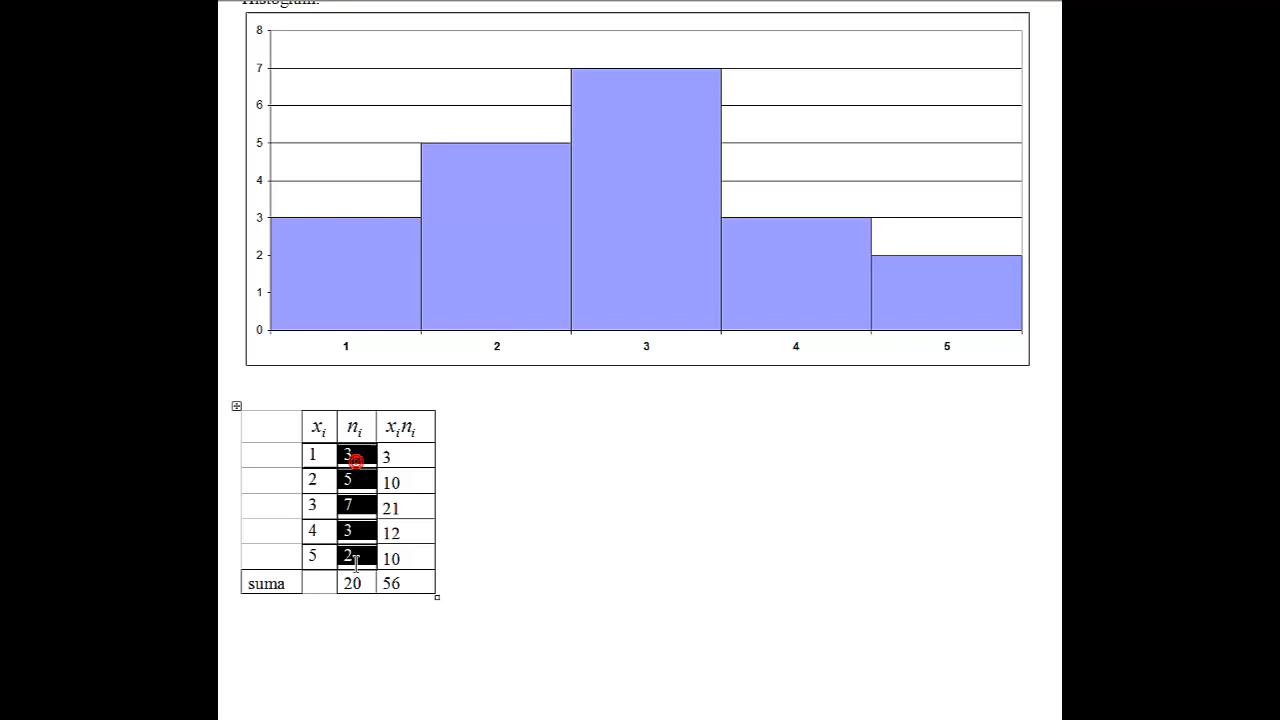 Histogram:
8
7
6
5
4
3
2
1
0
1 2 3 4 5
xi ni xini
1 3 3
2 5 10
3 7 21
4 3 12
5 2 10
suma 20 56